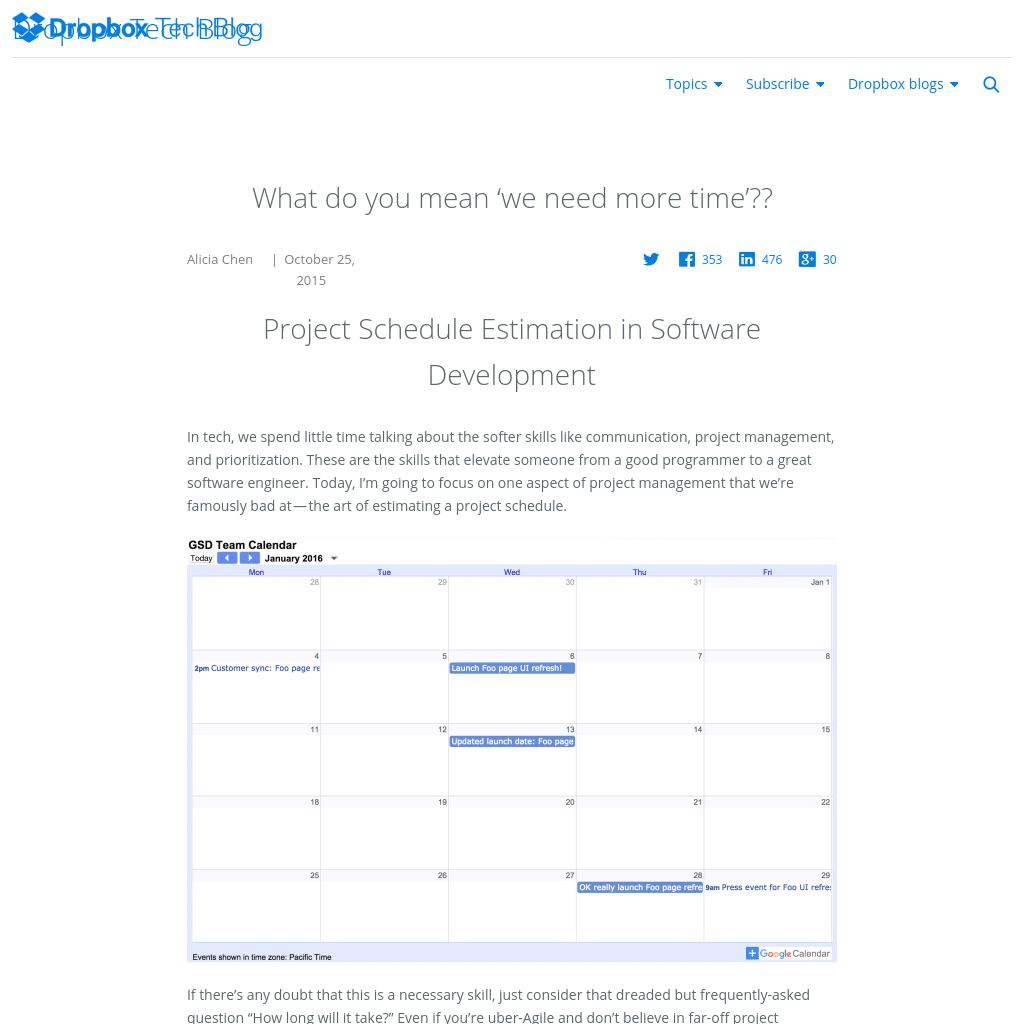 Dropbox Tech Blog
Topics Subscribe Dropbox blogs
What do you mean ‘we need more time’??
Alicia Chen | October 25, 2015
353 476 30
Project Schedule Estimation in Software
Development
In tech, we spend little time talking about the softer skills like communication, project management,
and prioritization. These are the skills that elevate someone from a good programmer to a great
software engineer. Today, I’m going to focus on one aspect of project management that we’re
famously bad at — the art of estimating a project schedule.
GSD Team Calendar
Today January 2016
Mon Tue Wed Thu Fri
28 29 30 31 Jan 1
4 5 6 7 8
2pm Customer sync: Foo page re Launch Foo page UI refresh!
11 12 13 14 15
Updated launch date: Foo page
18 19 20 21 22
25 26 27 28 29
OK really launch Foo page refre 9am Press event for Foo UI refres
Events shown in time zone: Pacific Time Google Calendar
If there’s any doubt that this is a necessary skill, just consider that dreaded but frequently-asked
question “How long will it take?” Even if you’re uber-Agile and don’t believe in far-off project